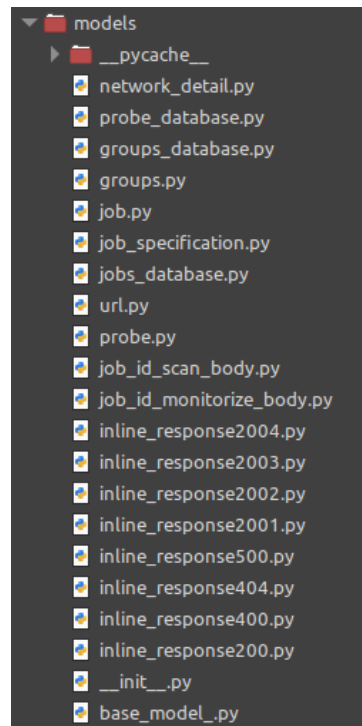 models
__pycache__
network_detail.py
probe_database.py
groups_database.py
groups.py
job.py
job_specification.py
jobs_database.py
url.py
probe.py
job_id_scan_body.py
job_id_monitorize_body.py
inline_response2004.py
inline_response2003.py
inline_response2002.py
inline_response2001.py
inline_response500.py
inline_response404.py
inline_response400.py
inline_response200.py
__init__.py
base_model_.py